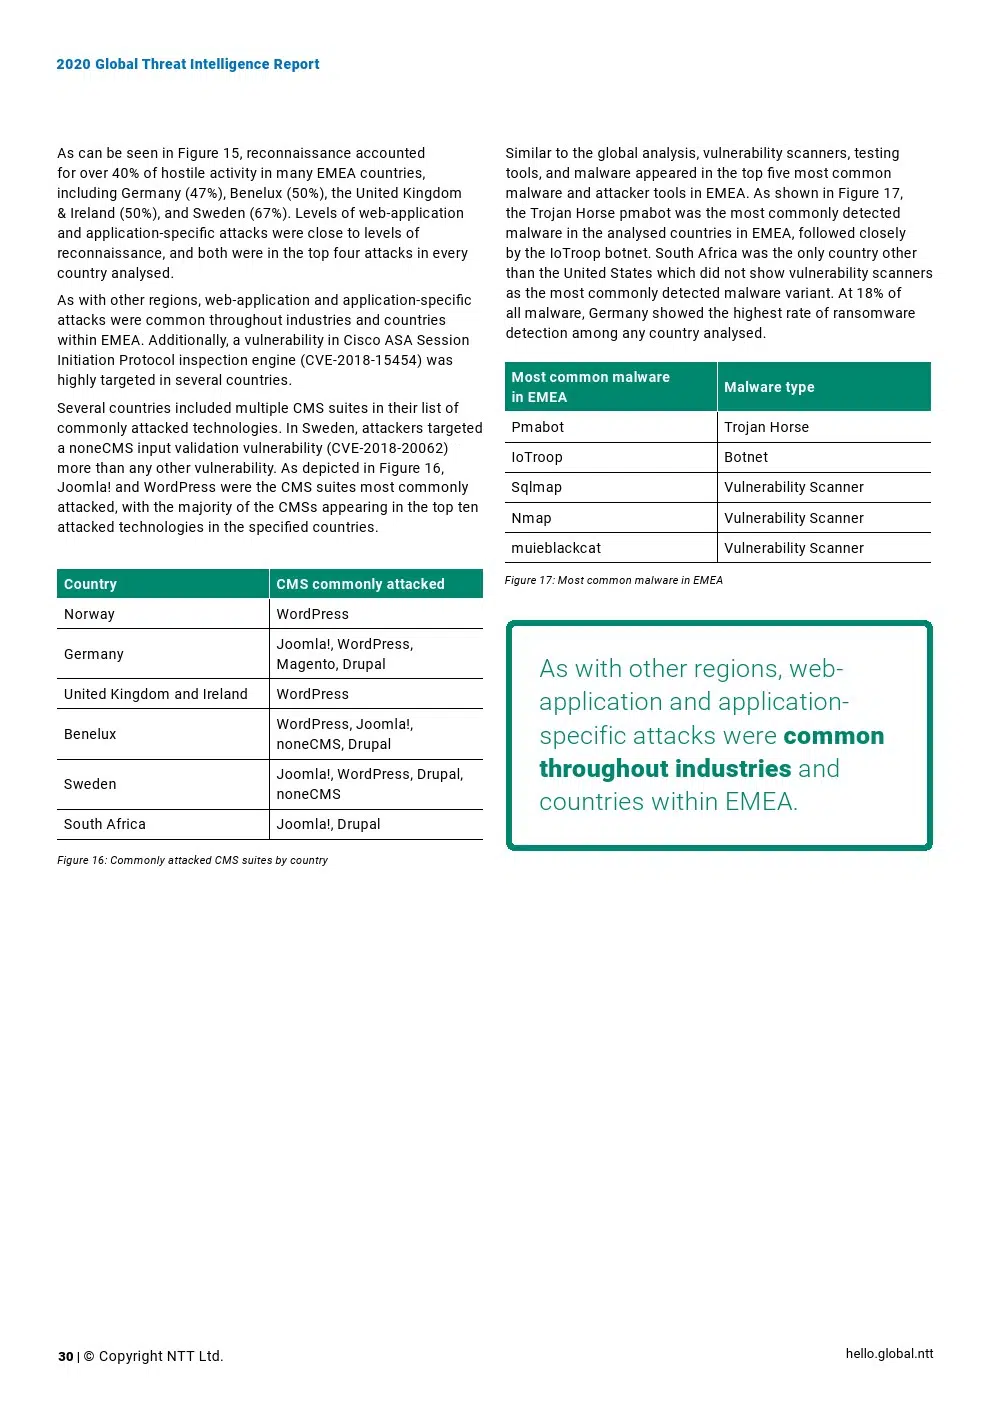 2020 Global Threat Intelligence Report
As can be seen in Figure 15, reconnaissance accounted
for over 40% of hostile activity in many EMEA countries,
including Germany (47%), Benelux (50%), the United Kingdom
& Ireland (50%), and Sweden (67%). Levels of web-application
and application-specific attacks were close to levels of
reconnaissance, and both were in the top four attacks in every
country analysed.
As with other regions, web-application and application-specific
attacks were common throughout industries and countries
within EMEA. Additionally, a vulnerability in Cisco ASA Session
Initiation Protocol inspection engine (CVE-2018-15454) was
highly targeted in several countries.
Several countries included multiple CMS suites in their list of
commonly attacked technologies. In Sweden, attackers targeted
a noneCMS input validation vulnerability (CVE-2018-20062)
more than any other vulnerability. As depicted in Figure 16,
Joomla! and WordPress were the CMS suites most commonly
attacked, with the majority of the CMSs appearing in the top ten
attacked technologies in the specified countries.
Country CMS commonly attacked
Norway WordPress
Germany Joomla!, WordPress,
Magento, Drupal
United Kingdom and Ireland WordPress
Benelux WordPress, Joomla!,
noneCMS, Drupal
Sweden Joomla!, WordPress, Drupal,
noneCMS
South Africa Joomla!, Drupal
Figure 16: Commonly attacked CMS suites by country
Similar to the global analysis, vulnerability scanners, testing
tools, and malware appeared in the top five most common
malware and attacker tools in EMEA. As shown in Figure 17,
the Trojan Horse pmabot was the most commonly detected
malware in the analysed countries in EMEA, followed closely
by the IoTroop botnet. South Africa was the only country other
than the United States which did not show vulnerability scanners
as the most commonly detected malware variant. At 18% of
all malware, Germany showed the highest rate of ransomware
detection among any country analysed.
Most common malware
in EMEA Malware type
Pmabot Trojan Horse
IoTroop Botnet
Sqlmap Vulnerability Scanner
Nmap Vulnerability Scanner
muieblackcat Vulnerability Scanner
Figure 17: Most common malware in EMEA
As with other regions, web-
application and application-
specific attacks were common
throughout industries and
countries within EMEA.
30 | © Copyright NTT Ltd.
hello.global.ntt